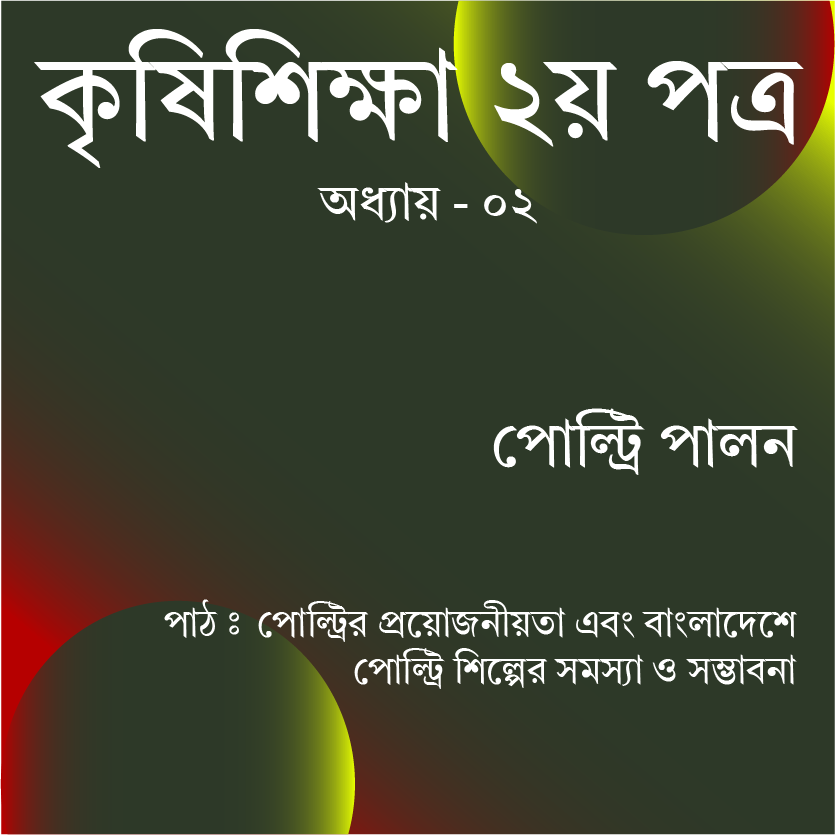 কৃষিশিক্ষা ২য় পত্র
অধ্যায় - ০২
পোল্ট্রি পালন
পাঠ ঃ পোল্ট্রির প্রয়োজনীয়তা এবং বাংলাদেশে
পোল্ট্রি শিল্পের সমস্যা ও সম্ভাবনা